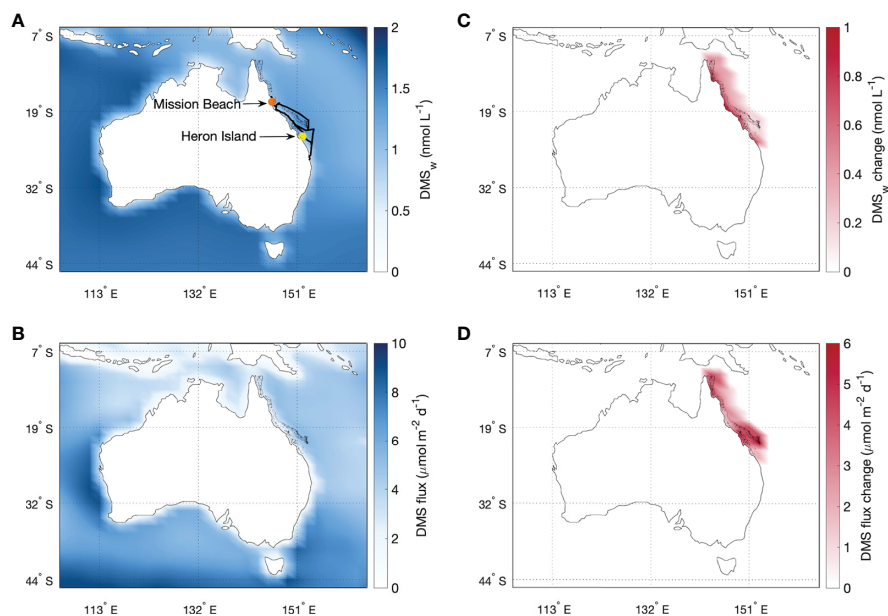 A
7° S
19° S
32° S
44° S
113° E
132° E
151° E
Mission Beach
Heron Island
2
1.5
1
0.5
0
DMSw (nmol L⁻¹)
C
7° S
19° S
32° S
44° S
113° E
132° E
151° E
1
0.8
0.6
0.4
0.2
0
DMSw change (nmol L⁻¹)
B
7° S
19° S
32° S
44° S
113° E
132° E
151° E
10
8
6
4
2
0
DMS flux (μmol m⁻² d⁻¹)
D
7° S
19° S
32° S
44° S
113° E
132° E
151° E
6
5
4
3
2
1
0
DMS flux change (μmol m⁻² d⁻¹)